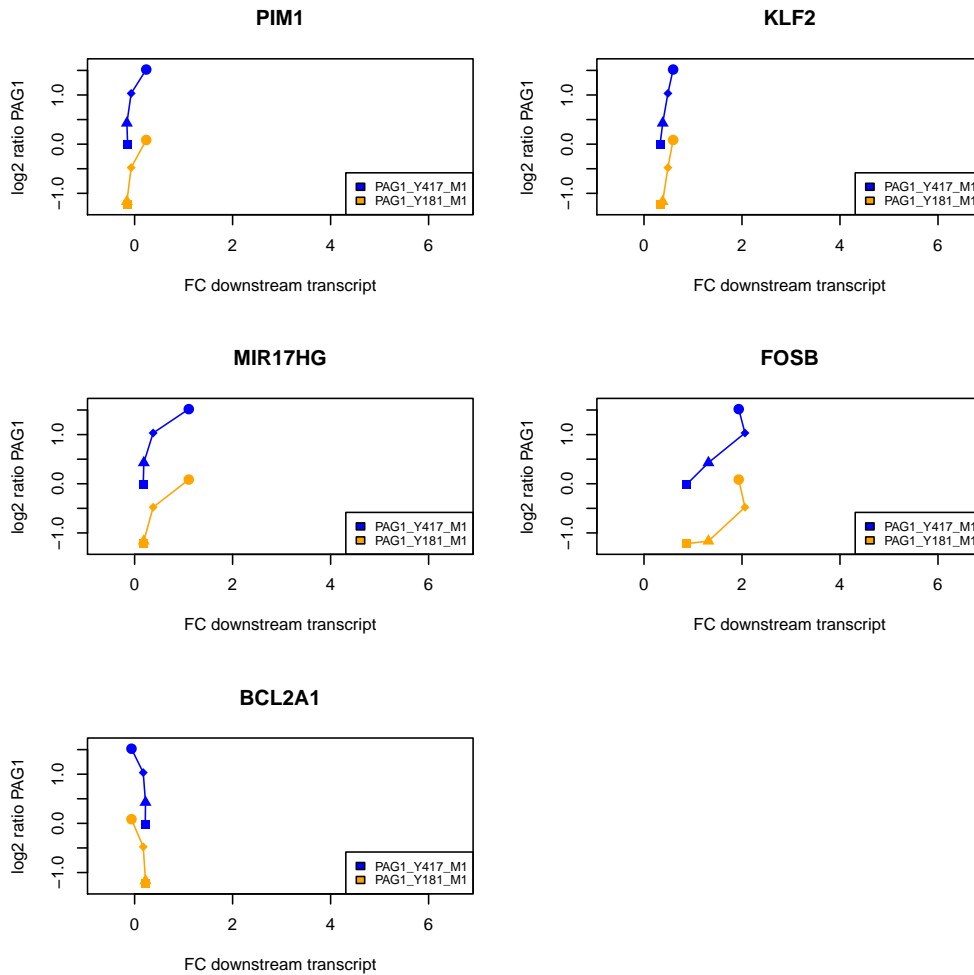 PIM1
log2 ratio PAG1
1.0
0.0
−1.0
PAG1_Y417_M1
PAG1_Y181_M1
0 2 4 6
FC downstream transcript
KLF2
log2 ratio PAG1
1.0
0.0
−1.0
PAG1_Y417_M1
PAG1_Y181_M1
0 2 4 6
FC downstream transcript
MIR17HG
log2 ratio PAG1
1.0
0.0
−1.0
PAG1_Y417_M1
PAG1_Y181_M1
0 2 4 6
FC downstream transcript
FOSB
log2 ratio PAG1
1.0
0.0
−1.0
PAG1_Y417_M1
PAG1_Y181_M1
0 2 4 6
FC downstream transcript
BCL2A1
log2 ratio PAG1
1.0
0.0
−1.0
PAG1_Y417_M1
PAG1_Y181_M1
0 2 4 6
FC downstream transcript